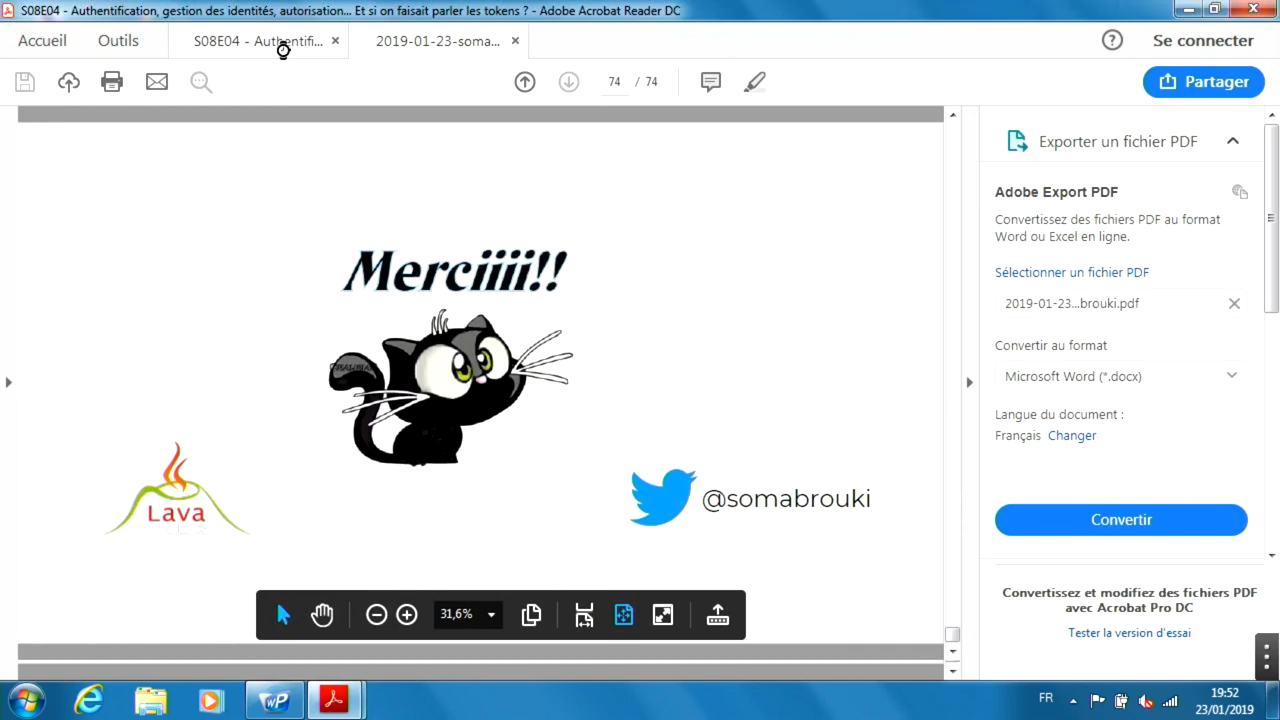 S08E04 - Authentification, gestion des identités, autorisation... Et si on faisait parler les tokens ? - Adobe Acrobat Reader DC
Accueil
Outils
S08E04 - Authentifi...
2019-01-23-soma...
Se connecter
74 / 74
Partager
Exporter un fichier PDF
Adobe Export PDF
Convertissez des fichiers PDF au format
Word ou Excel en ligne.
Sélectionner un fichier PDF
2019-01-23...brouki.pdf
Convertir au format
Microsoft Word (*.docx)
Langue du document :
Français Changer
Convertir
Convertissez et modifiez des fichiers PDF
avec Acrobat Pro DC
Tester la version d'essai
Merciiii!!
Lava
@somabrouki
31,6%
FR
19:52
23/01/2019